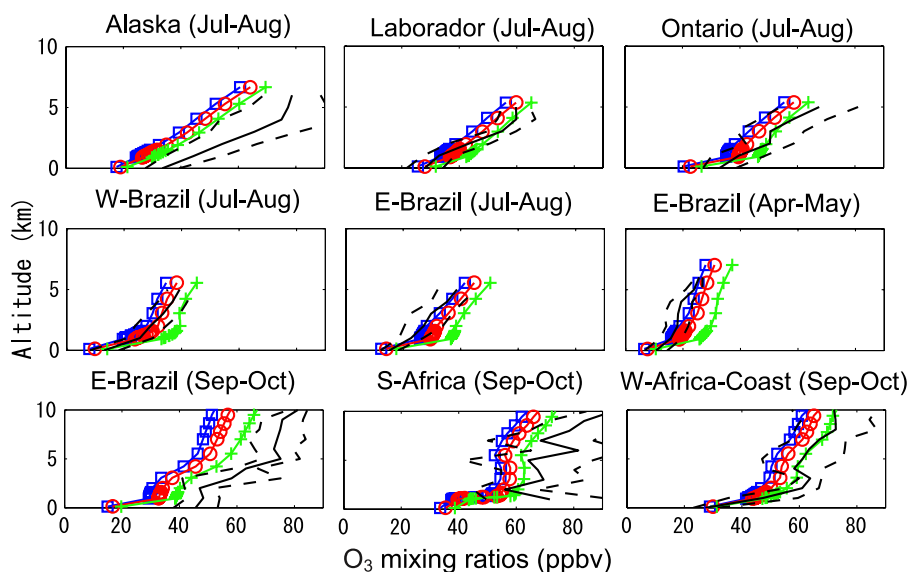 Alaska (Jul-Aug) Laborador (Jul-Aug) Ontario (Jul-Aug)
10
5
0
W-Brazil (Jul-Aug) E-Brazil (Jul-Aug) E-Brazil (Apr-May)
10
5
0
Altitude (km)
E-Brazil (Sep-Oct) S-Africa (Sep-Oct) W-Africa-Coast (Sep-Oct)
10
5
0
0 20 40 60 80 0 20 40 60 80 0 20 40 60 80
O₃ mixing ratios (ppbv)